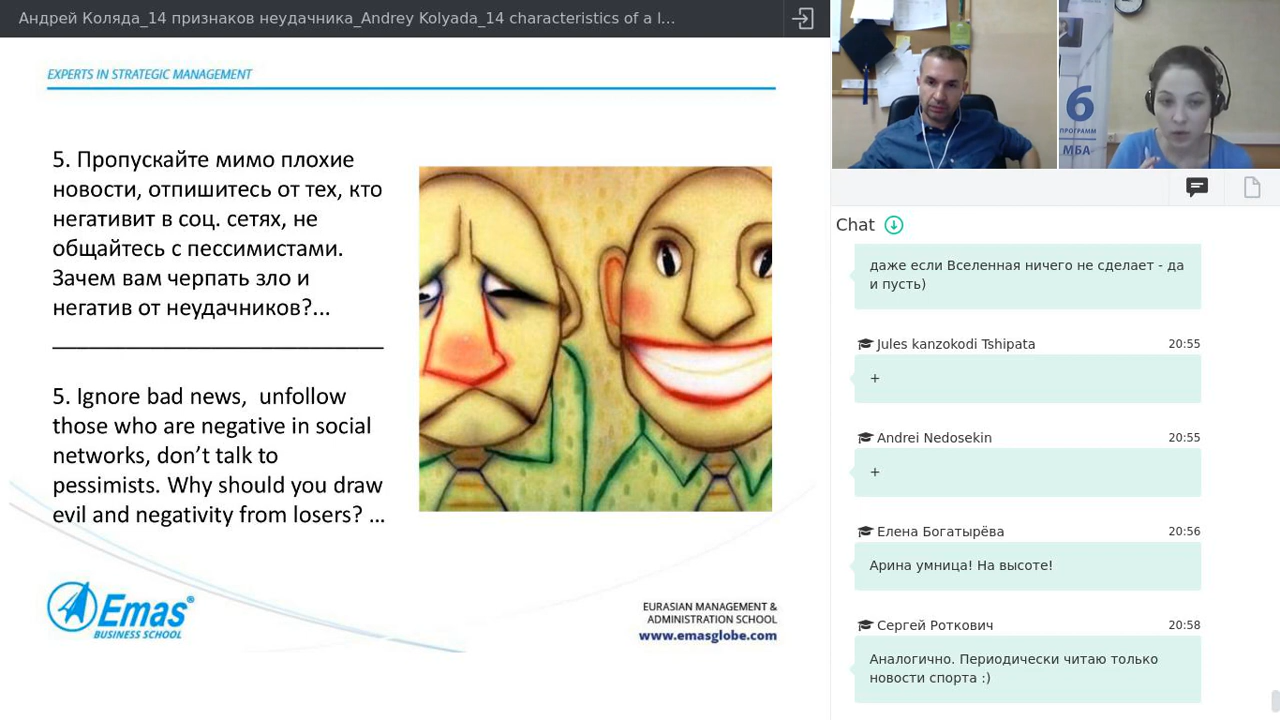 Андрей Коляда_14 признаков неудачника_Andrey Kolyada_14 characteristics of a l...
EXPERTS IN STRATEGIC MANAGEMENT
5. Пропускайте мимо плохие
новости, отпишитесь от тех, кто
негативит в соц. сетях, не
общайтесь с пессимистами.
Зачем вам черпать зло и
негатив от неудачников?...
5. Ignore bad news,  unfollow
those who are negative in social
networks, don’t talk to
pessimists. Why should you draw
evil and negativity from losers? ...
Emas®
BUSINESS SCHOOL
EURASIAN MANAGEMENT &
ADMINISTRATION SCHOOL
www.emasglobe.com
6
ПРОГРАММ
МБА
Chat
даже если Вселенная ничего не сделает - да
и пусть)
Jules kanzokodi Tshipata 20:55
+
Andrei Nedosekin 20:55
+
Елена Богатырёва 20:56
Арина умница! На высоте!
Сергей Роткович 20:58
Аналогично. Периодически читаю только
новости спорта :)